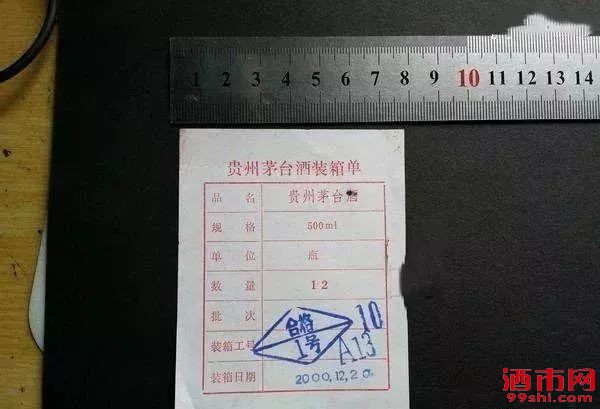 1 2 3 4 5 6 7 8 9 10 11 12 13 14
贵州茅台酒装箱单
品 名 贵州茅台酒
规 格 500ml
单 位 瓶
数 量 12
批 次 10
合格
1号
装箱工号 A13
装箱日期 2000.12.20
酒市网
99shl.com